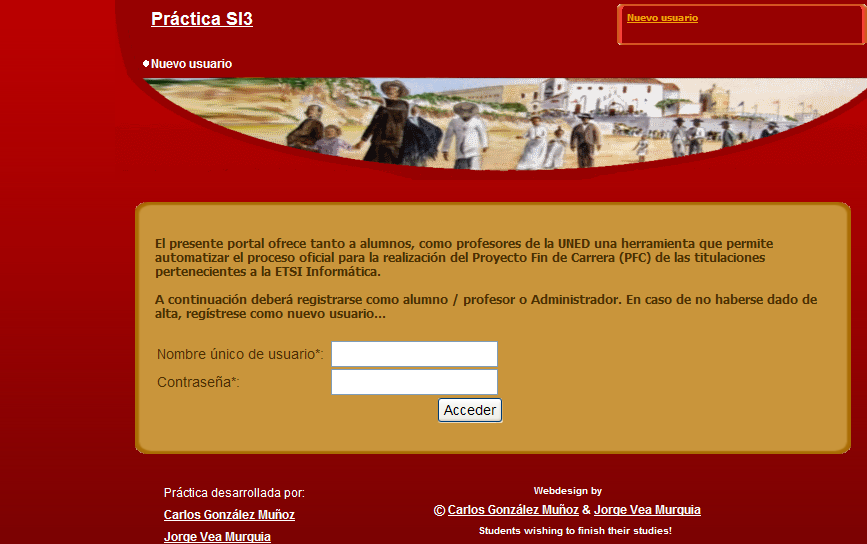 Práctica SI3
Nuevo usuario
Nuevo usuario
El presente portal ofrece tanto a alumnos, como profesores de la UNED una herramienta que permite
automatizar el proceso oficial para la realización del Proyecto Fin de Carrera (PFC) de las titulaciones
pertenecientes a la ETSI Informática.
A continuación deberá registrarse como alumno / profesor o Administrador. En caso de no haberse dado de
alta, regístrese como nuevo usuario...
Nombre único de usuario*:
Contraseña*:
Acceder
Práctica desarrollada por:
Carlos González Muñoz
Jorge Vea Murguia
Webdesign by
© Carlos González Muñoz & Jorge Vea Murguia
Students wishing to finish their studies!